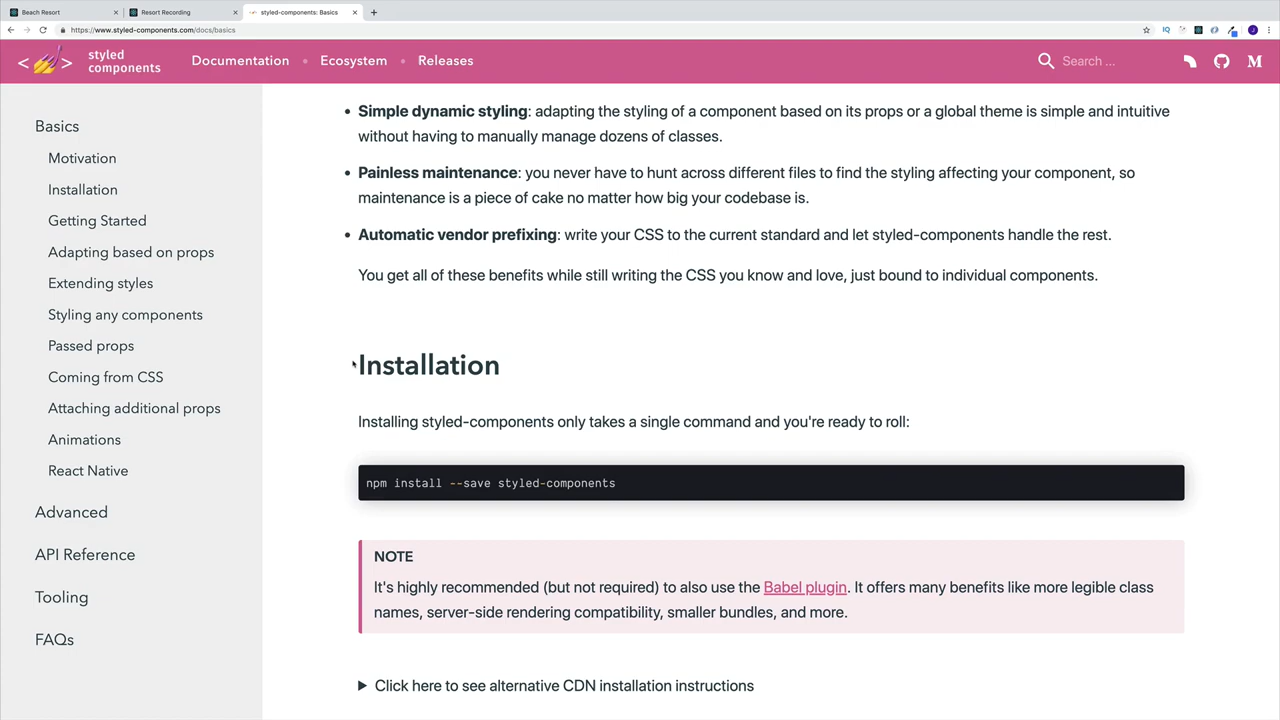 Beach Resort
Resort Recording
styled-components: Basics
https://www.styled-components.com/docs/basics
styled
components
Documentation
Ecosystem
Releases
Search ...
Basics
Motivation
Installation
Getting Started
Adapting based on props
Extending styles
Styling any components
Passed props
Coming from CSS
Attaching additional props
Animations
React Native
Advanced
API Reference
Tooling
FAQs
• Simple dynamic styling: adapting the styling of a component based on its props or a global theme is simple and intuitive
without having to manually manage dozens of classes.
• Painless maintenance: you never have to hunt across different files to find the styling affecting your component, so
maintenance is a piece of cake no matter how big your codebase is.
• Automatic vendor prefixing: write your CSS to the current standard and let styled-components handle the rest.
You get all of these benefits while still writing the CSS you know and love, just bound to individual components.
Installation
Installing styled-components only takes a single command and you're ready to roll:
npm install --save styled-components
NOTE
It's highly recommended (but not required) to also use the Babel plugin. It offers many benefits like more legible class
names, server-side rendering compatibility, smaller bundles, and more.
Click here to see alternative CDN installation instructions